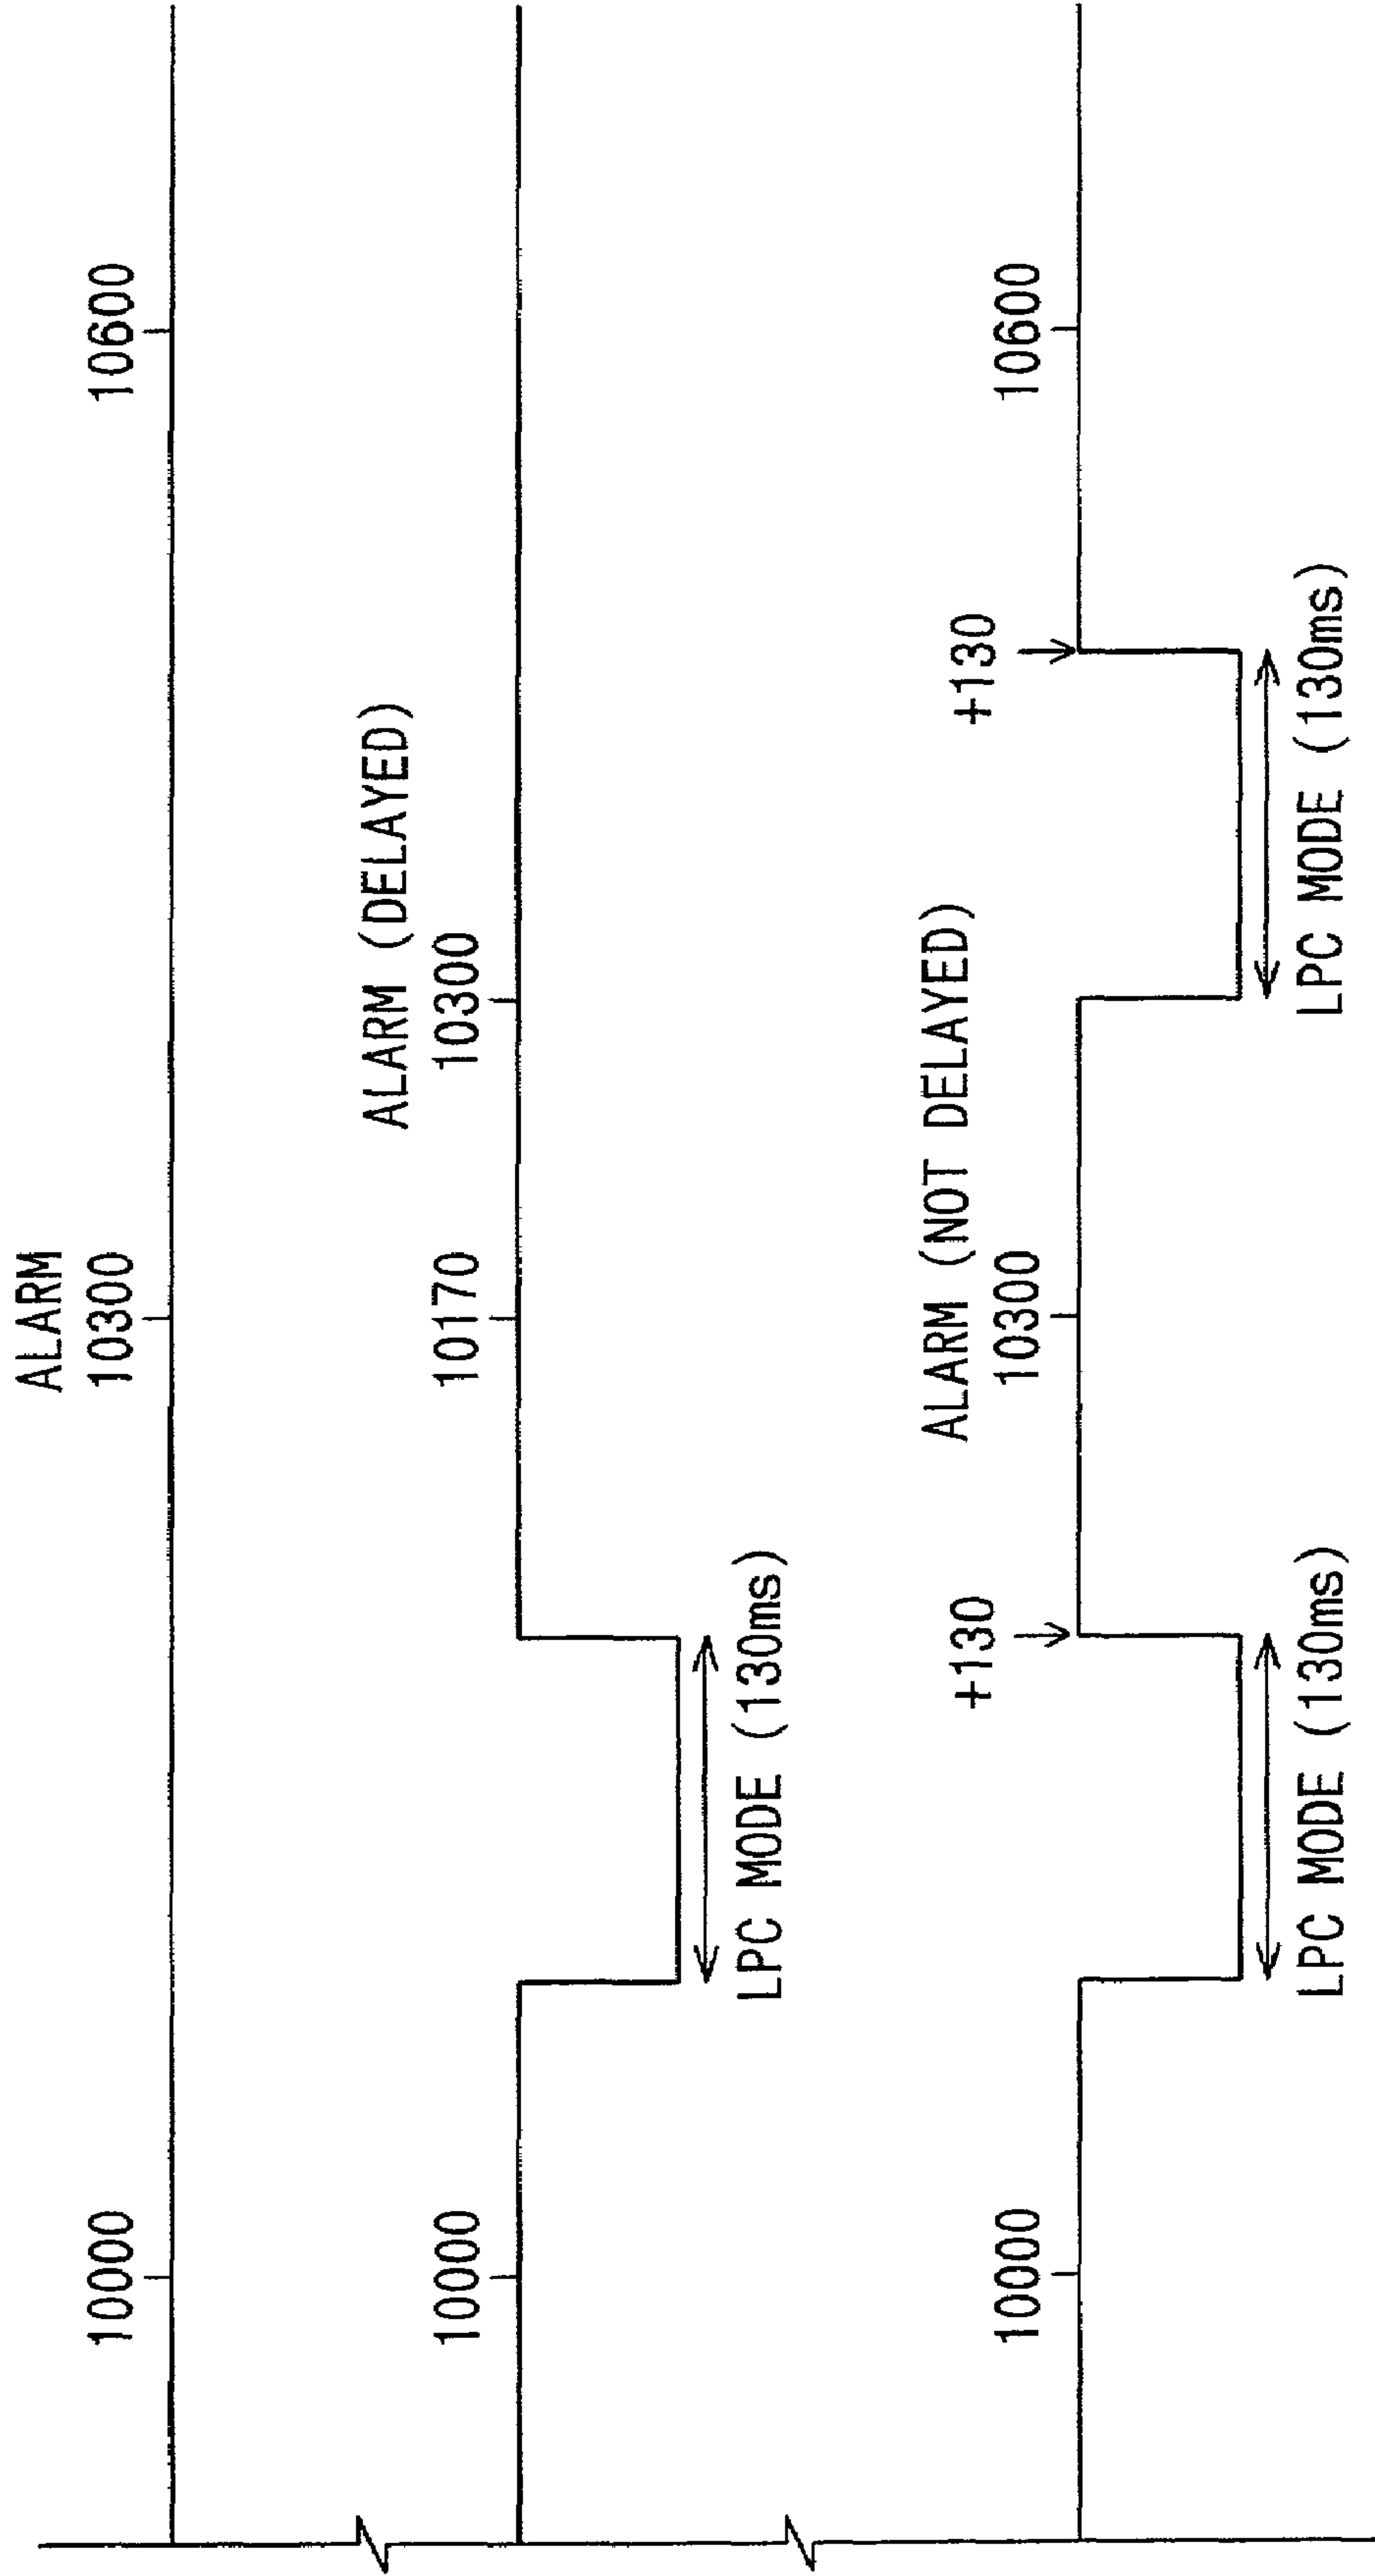 ALARM
10000
10300
10600
ALARM (DELAYED)
10000
10170
10300
LPC MODE (130ms)
ALARM (NOT DELAYED)
+130
+130
10000
10300
10600
LPC MODE (130ms)
LPC MODE (130ms)